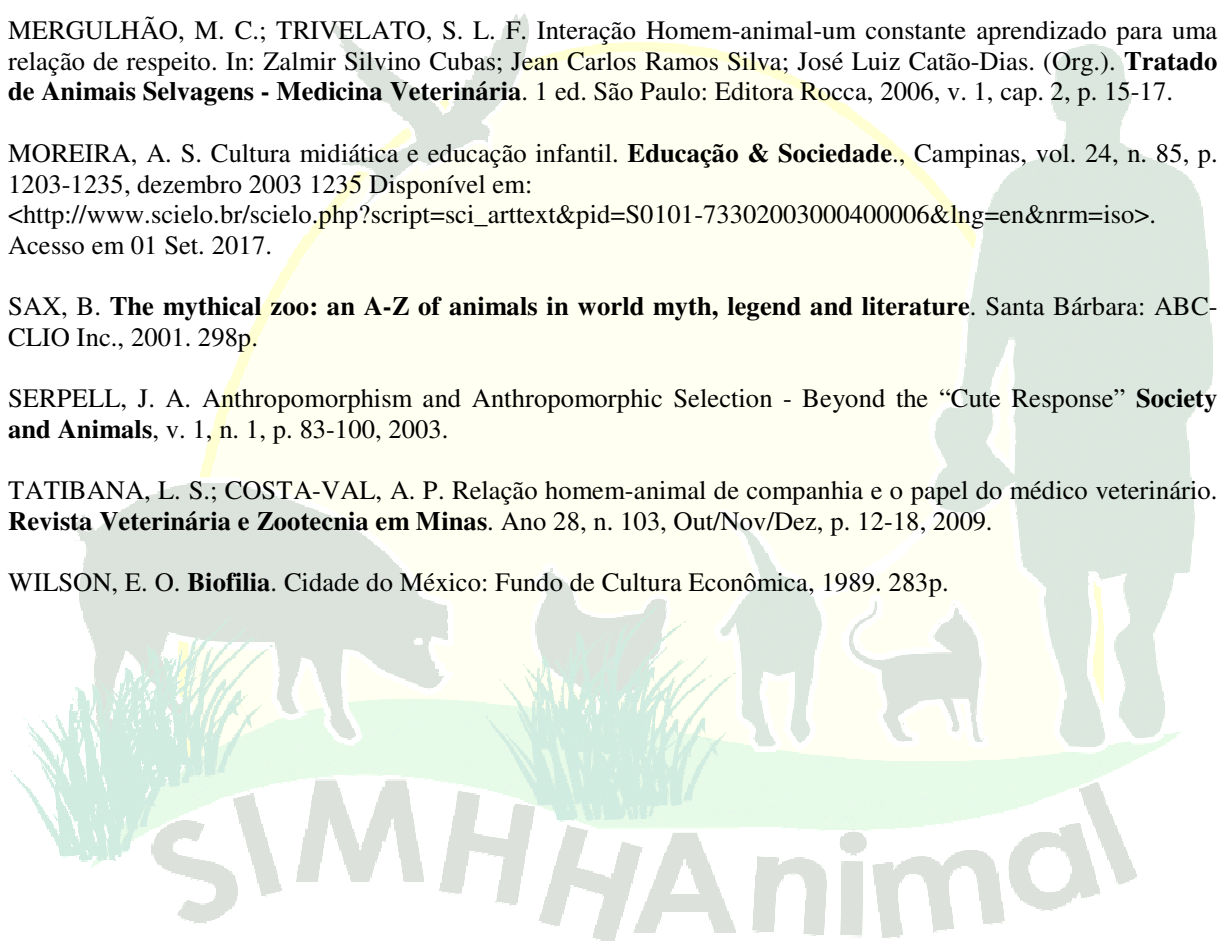 MERGULHÃO, M. C.; TRIVELATO, S. L. F. Interação Homem-animal-um constante aprendizado para uma
relação de respeito. In: Zalmir Silvino Cubas; Jean Carlos Ramos Silva; José Luiz Catão-Dias. (Org.). Tratado
de Animais Selvagens - Medicina Veterinária. 1 ed. São Paulo: Editora Rocca, 2006, v. 1, cap. 2, p. 15-17.
MOREIRA, A. S. Cultura midiática e educação infantil. Educação & Sociedade., Campinas, vol. 24, n. 85, p.
1203-1235, dezembro 2003 1235 Disponível em:
<http://www.scielo.br/scielo.php?script=sci_arttext&pid=S0101-73302003000400006&lng=en&nrm=iso>.
Acesso em 01 Set. 2017.
SAX, B. The mythical zoo: an A-Z of animals in world myth, legend and literature. Santa Bárbara: ABC-
CLIO Inc., 2001. 298p.
SERPELL, J. A. Anthropomorphism and Anthropomorphic Selection - Beyond the “Cute Response” Society
and Animals, v. 1, n. 1, p. 83-100, 2003.
TATIBANA, L. S.; COSTA-VAL, A. P. Relação homem-animal de companhia e o papel do médico veterinário.
Revista Veterinária e Zootecnia em Minas. Ano 28, n. 103, Out/Nov/Dez, p. 12-18, 2009.
WILSON, E. O. Biofilia. Cidade do México: Fundo de Cultura Econômica, 1989. 283p.
SIMHHAnimal